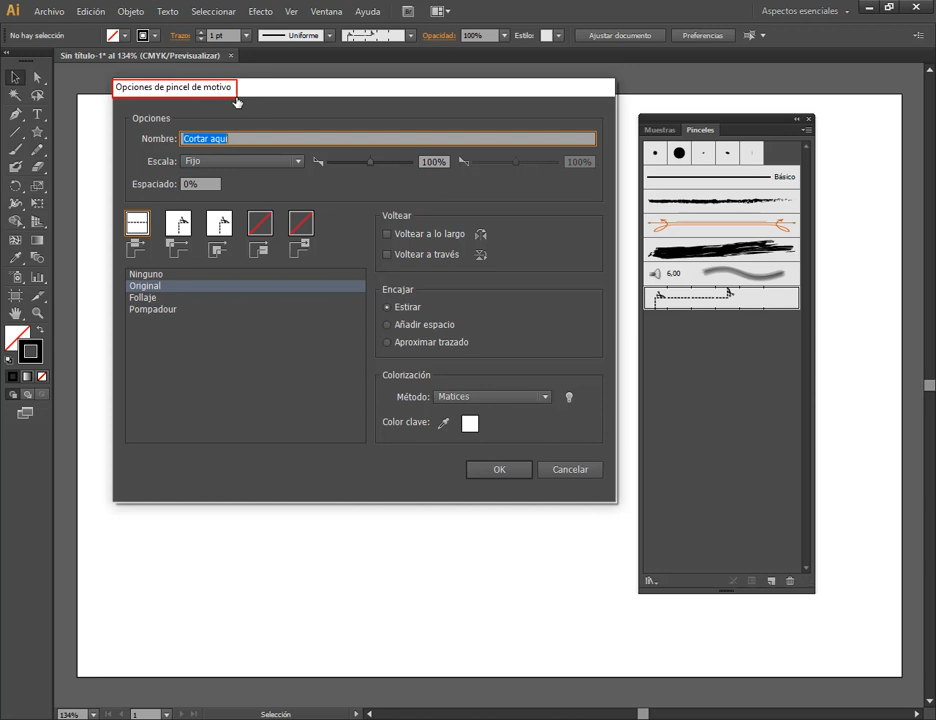 Ai Archivo Edición Objeto Texto Seleccionar Efecto Ver Ventana Ayuda Br Aspectos esenciales
No hay selección Trazo: 1 pt Uniforme Opacidad: 100% Estilo: Ajustar documento Preferencias
Sin título-1* al 134% (CMYK/Previsualizar)
Opciones de pincel de motivo
Opciones
Nombre: Cortar aquí
Escala: Fijo 100% 100%
Espaciado: 0%
Ninguno
Original
Follaje
Pompadour
Voltear
Voltear a lo largo
Voltear a través
Encajar
Estirar
Añadir espacio
Aproximar trazado
Colorización
Método: Matices
Color clave:
OK Cancelar
Muestras Pinceles
Básico
6,00
134% 1 Selección